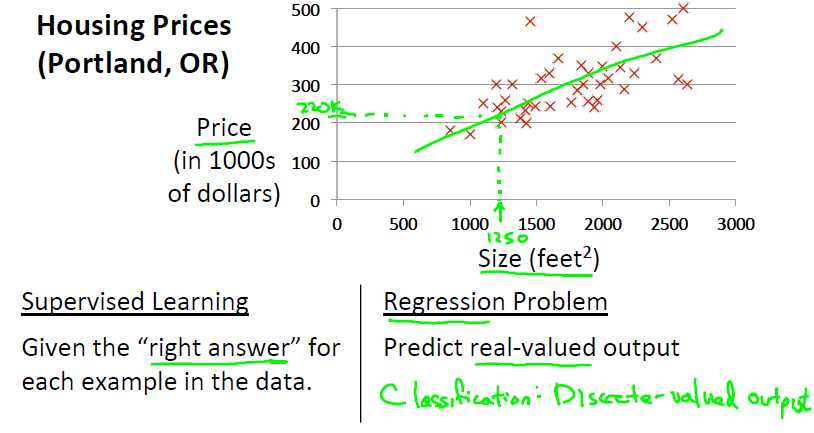 Housing Prices
(Portland, OR)
500
400
300
220k
200
100
0
Price
(in 1000s
of dollars)
0 500 1000 1500 2000 2500 3000
1250
Size (feet²)
Supervised Learning
Given the “right answer” for
each example in the data.
Regression Problem
Predict real-valued output
Classification: Discrete-valued output